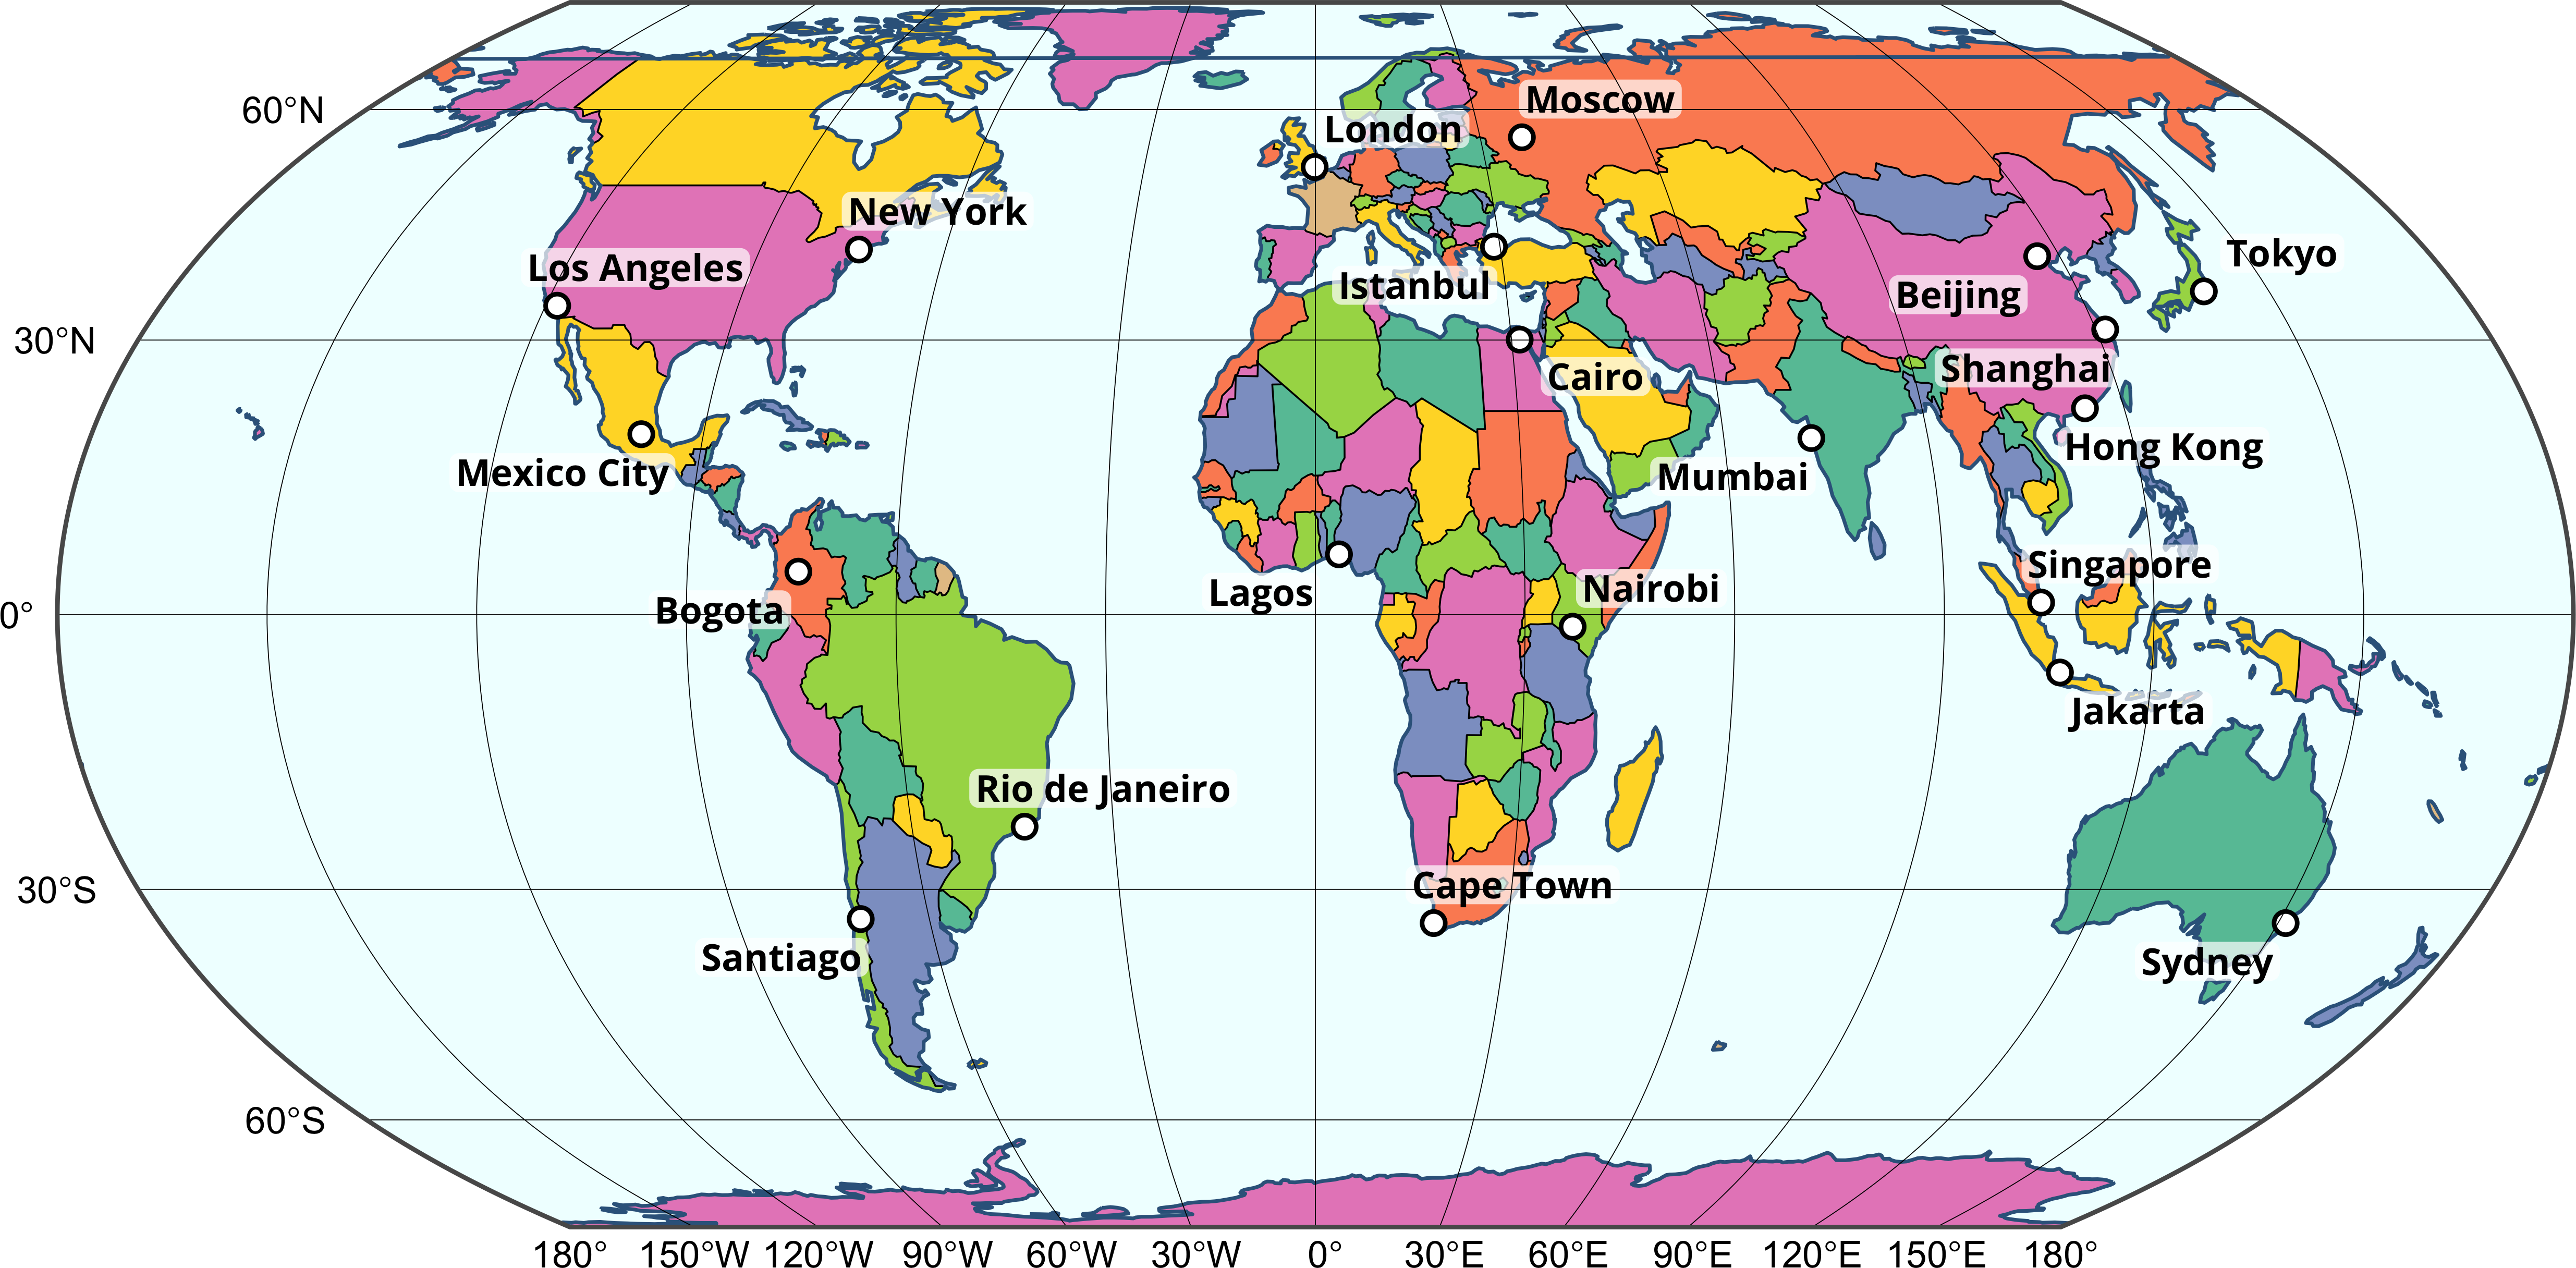 60°N
Moscow
London
New York
Tokyo
Los Angeles
Istanbul
Beijing
30°N
Shanghai
Cairo
Hong Kong
Mexico City
Mumbai
Singapore
Nairobi
Lagos
Bogota
0°
Jakarta
Rio de Janeiro
30°S
Cape Town
Santiago
Sydney
60°S
180° 150°W 120°W 90°W 60°W 30°W 0° 30°E 60°E 90°E 120°E 150°E 180°